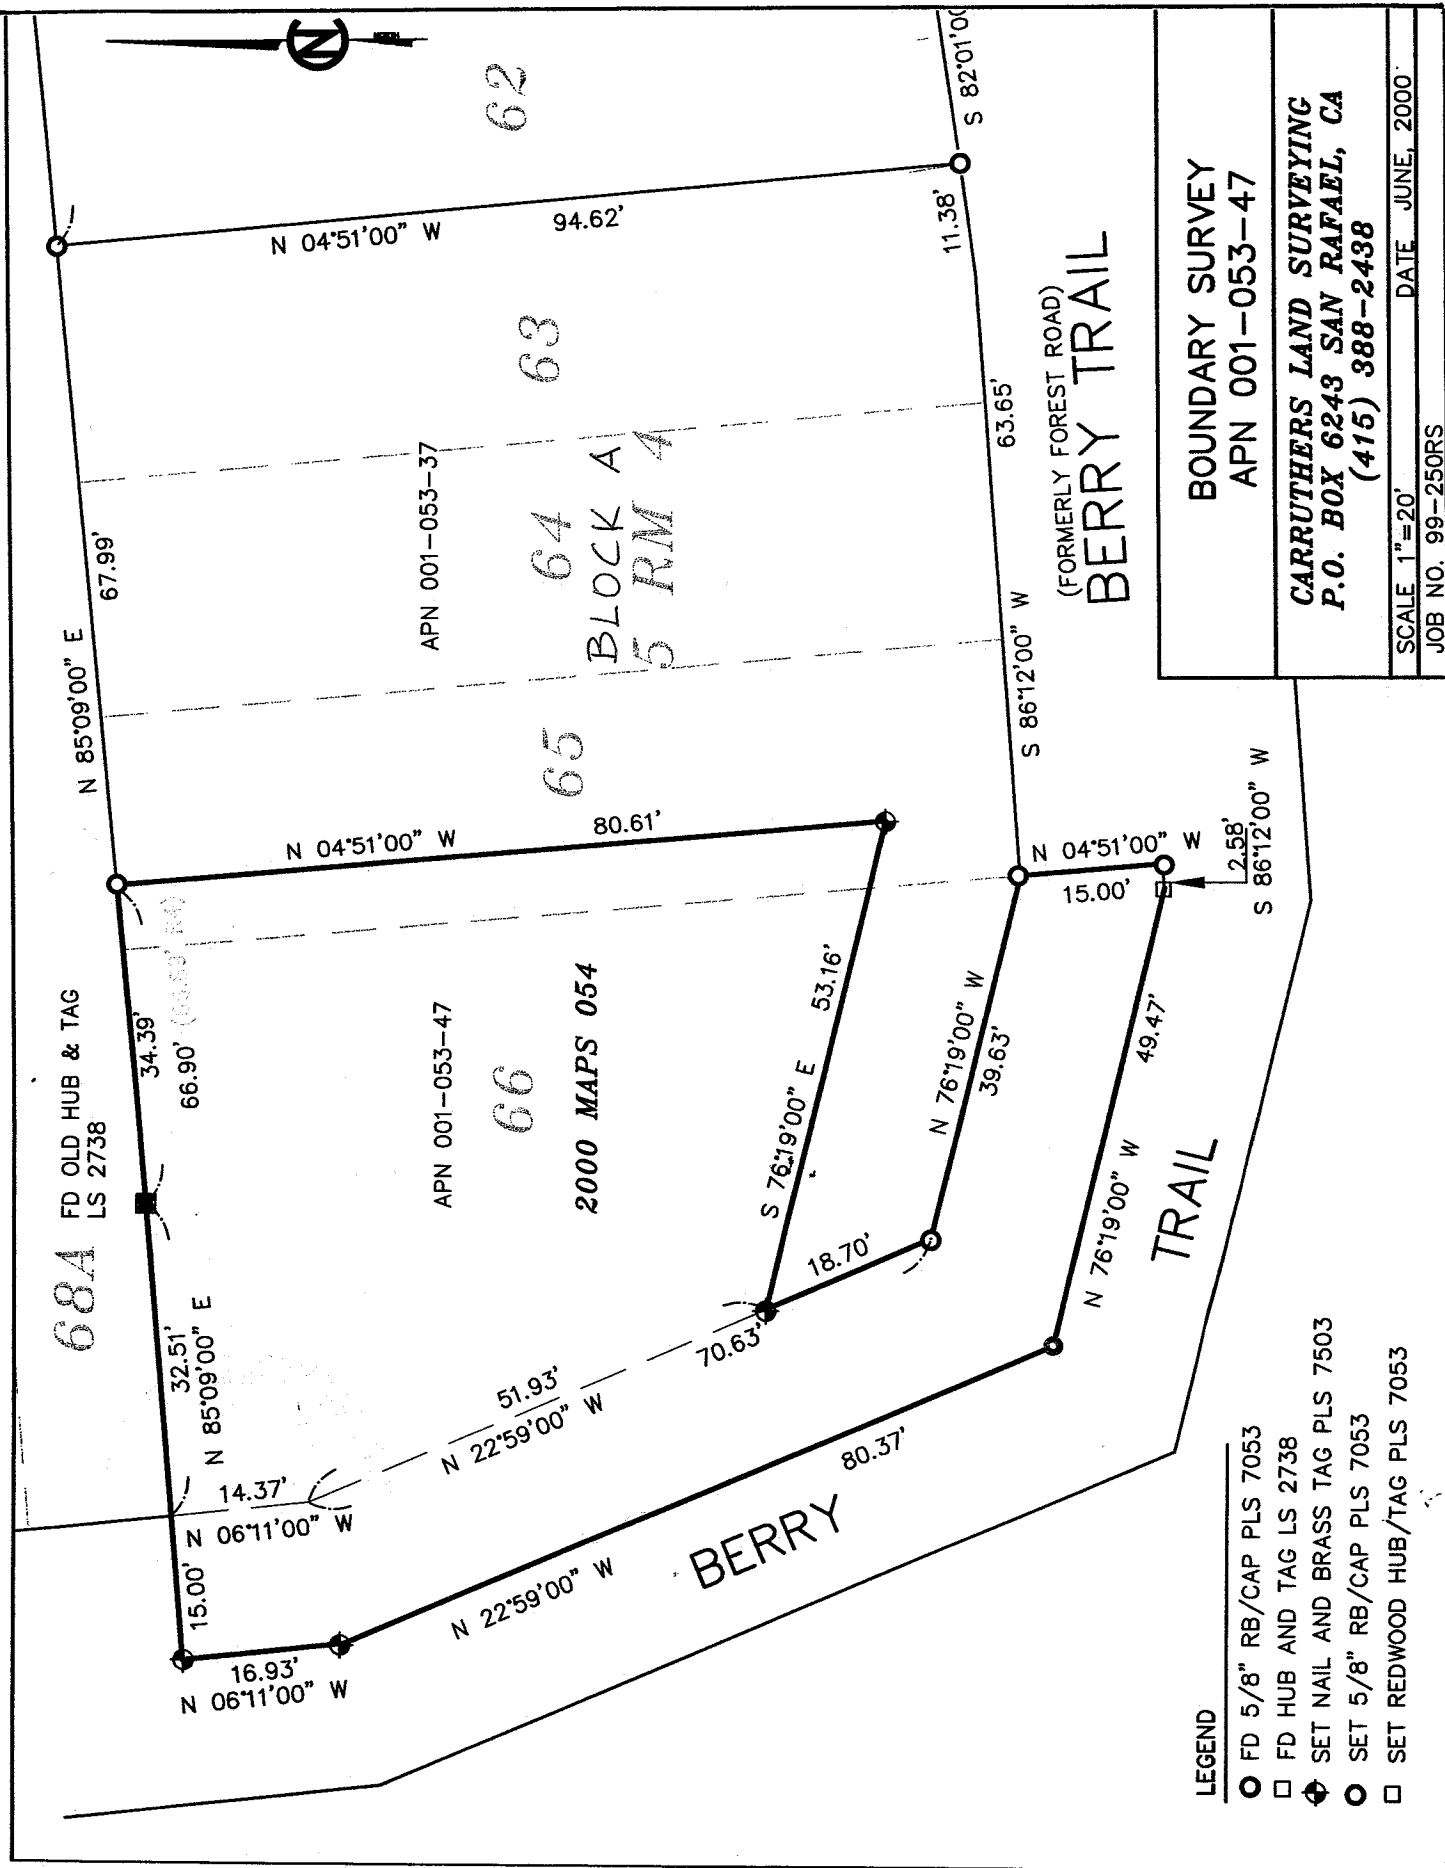 68A
FD OLD HUB & TAG
LS 2738
15.00'
32.51'
N 85°09'00" E
34.39'
66.90'
N 85°09'00" E
67.99'
16.93'
N 06°11'00" W
14.37'
N 06°11'00" W
N 04°51'00" W
80.61'
N 04°51'00" W
94.62'
62
APN 001-053-47
66
2000 MAPS 054
APN 001-053-37
65
64
63
BLOCK A
5 RM 4
51.93'
N 22°59'00" W
70.63'
18.70'
S 76°19'00" E
53.16'
N 76°19'00" W
39.63'
N 22°59'00" W
80.37'
N 76°19'00" W
49.47'
N 04°51'00" W
15.00'
2.58'
S 86°12'00" W
S 86°12'00" W
63.65'
11.38'
S 82°01'00
BERRY
TRAIL
(FORMERLY FOREST ROAD)
BERRY TRAIL
N
LEGEND
FD 5/8" RB/CAP PLS 7053
FD HUB AND TAG LS 2738
SET NAIL AND BRASS TAG PLS 7503
SET 5/8" RB/CAP PLS 7053
SET REDWOOD HUB/TAG PLS 7053
BOUNDARY SURVEY
APN 001-053-47
CARRUTHERS LAND SURVEYING
P.O. BOX 6243 SAN RAFAEL, CA
(415) 388-2438
SCALE 1"=20' DATE JUNE, 2000
JOB NO. 99-250RS